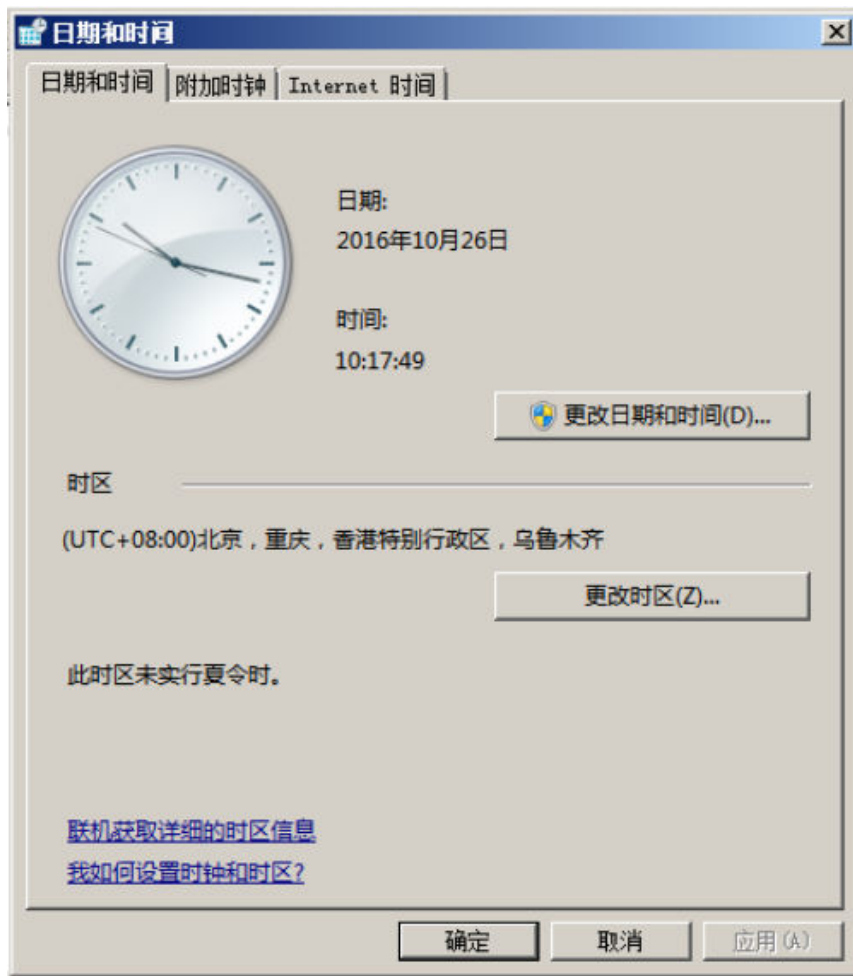 日期和时间
日期和时间 附加时钟 Internet 时间
日期:
2016年10月26日
时间:
10:17:49
更改日期和时间(D)...
时区
(UTC+08:00)北京，重庆，香港特别行政区，乌鲁木齐
更改时区(Z)...
此时区未实行夏令时。
联机获取详细的时区信息
我如何设置时钟和时区?
确定 取消 应用(A)